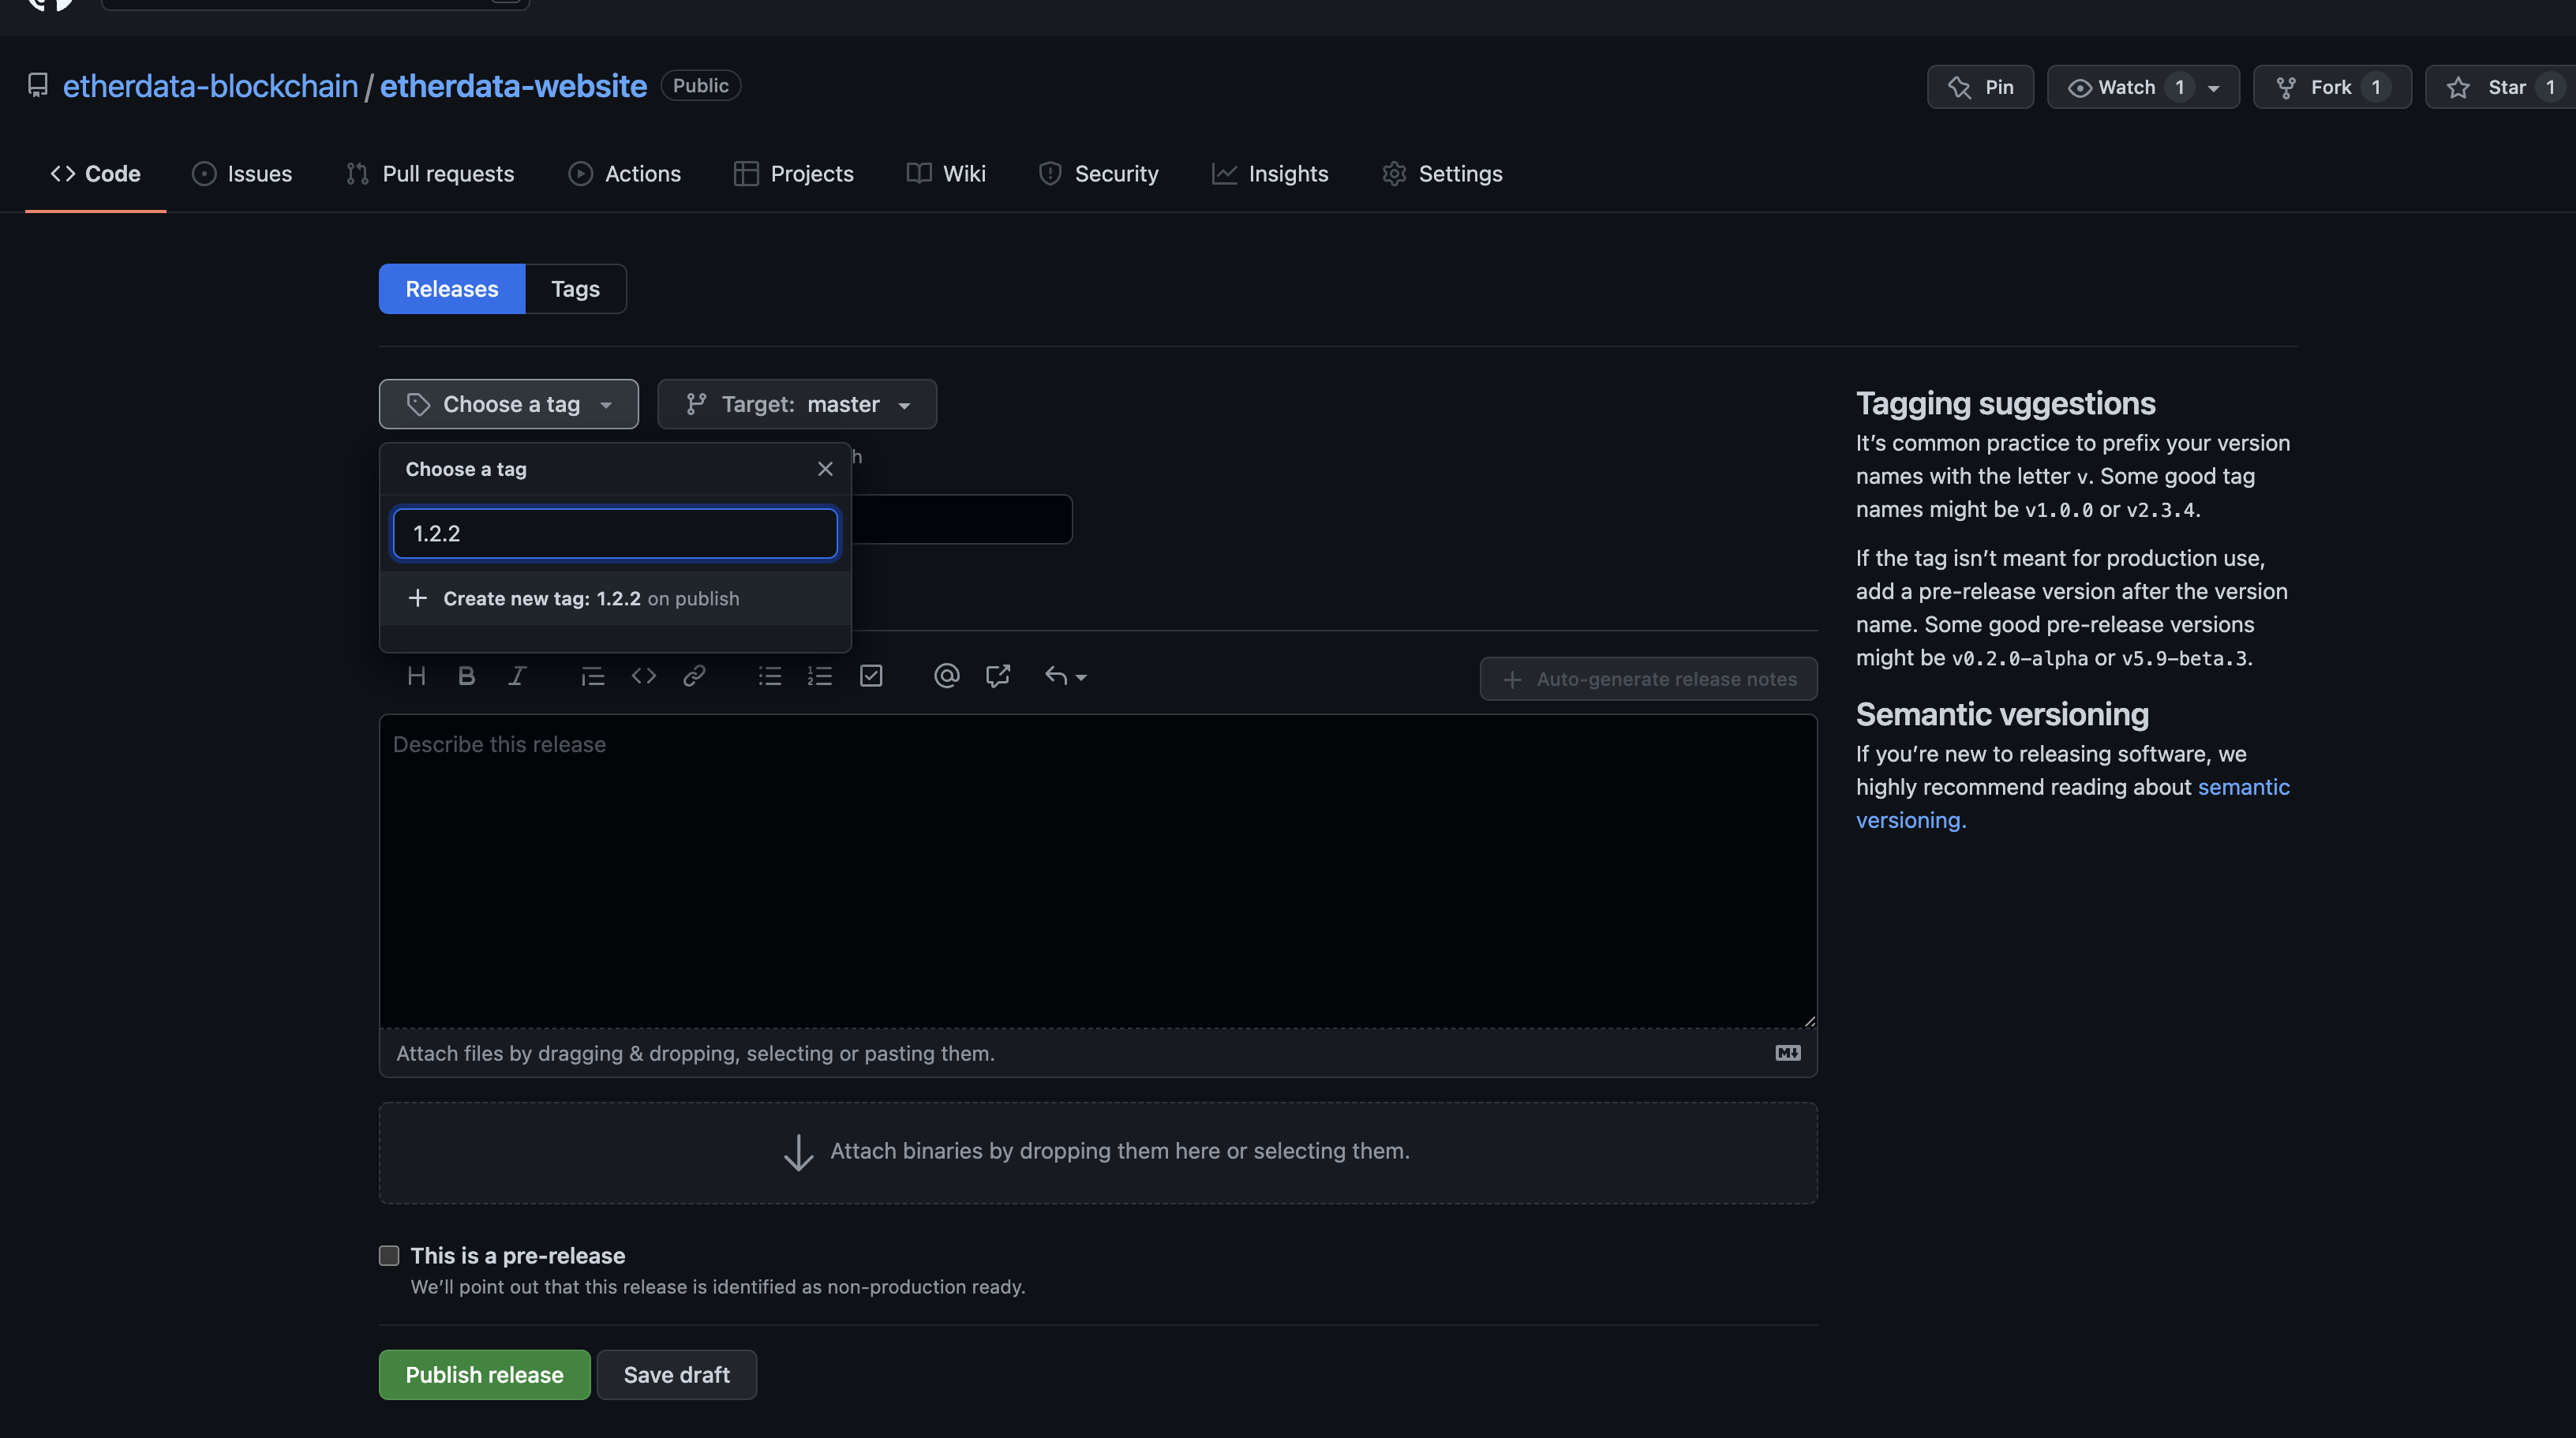 etherdata-blockchain / etherdata-website Public
Pin
Watch 1
Fork 1
Star 1
Code
Issues
Pull requests
Actions
Projects
Wiki
Security
Insights
Settings
Releases
Tags
Choose a tag
Target: master
Choose a tag
h
1.2.2
Create new tag: 1.2.2 on publish
Auto-generate release notes
Describe this release
Attach files by dragging & dropping, selecting or pasting them.
Attach binaries by dropping them here or selecting them.
This is a pre-release
We’ll point out that this release is identified as non-production ready.
Publish release
Save draft
Tagging suggestions
It’s common practice to prefix your version
names with the letter v. Some good tag
names might be v1.0.0 or v2.3.4.
If the tag isn’t meant for production use,
add a pre-release version after the version
name. Some good pre-release versions
might be v0.2.0-alpha or v5.9-beta.3.
Semantic versioning
If you’re new to releasing software, we
highly recommend reading about semantic
versioning.